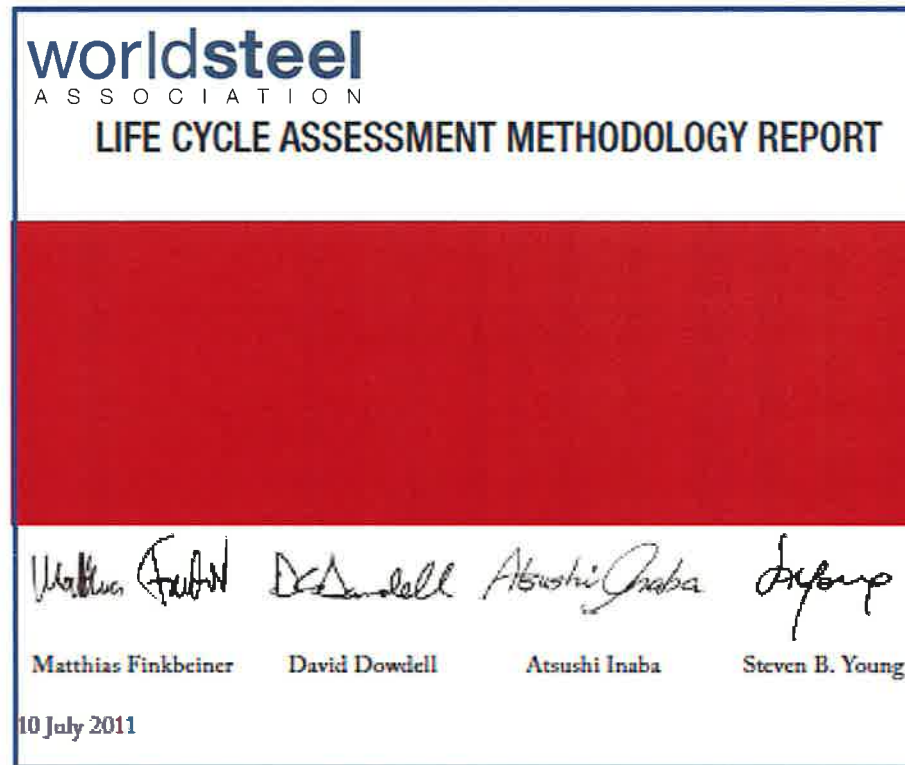 worldsteel
ASSOCIATION
LIFE CYCLE ASSESSMENT METHODOLOGY REPORT
Matthias Finkbeiner David Dowdell Atsushi Inaba Steven B. Young
10 July 2011